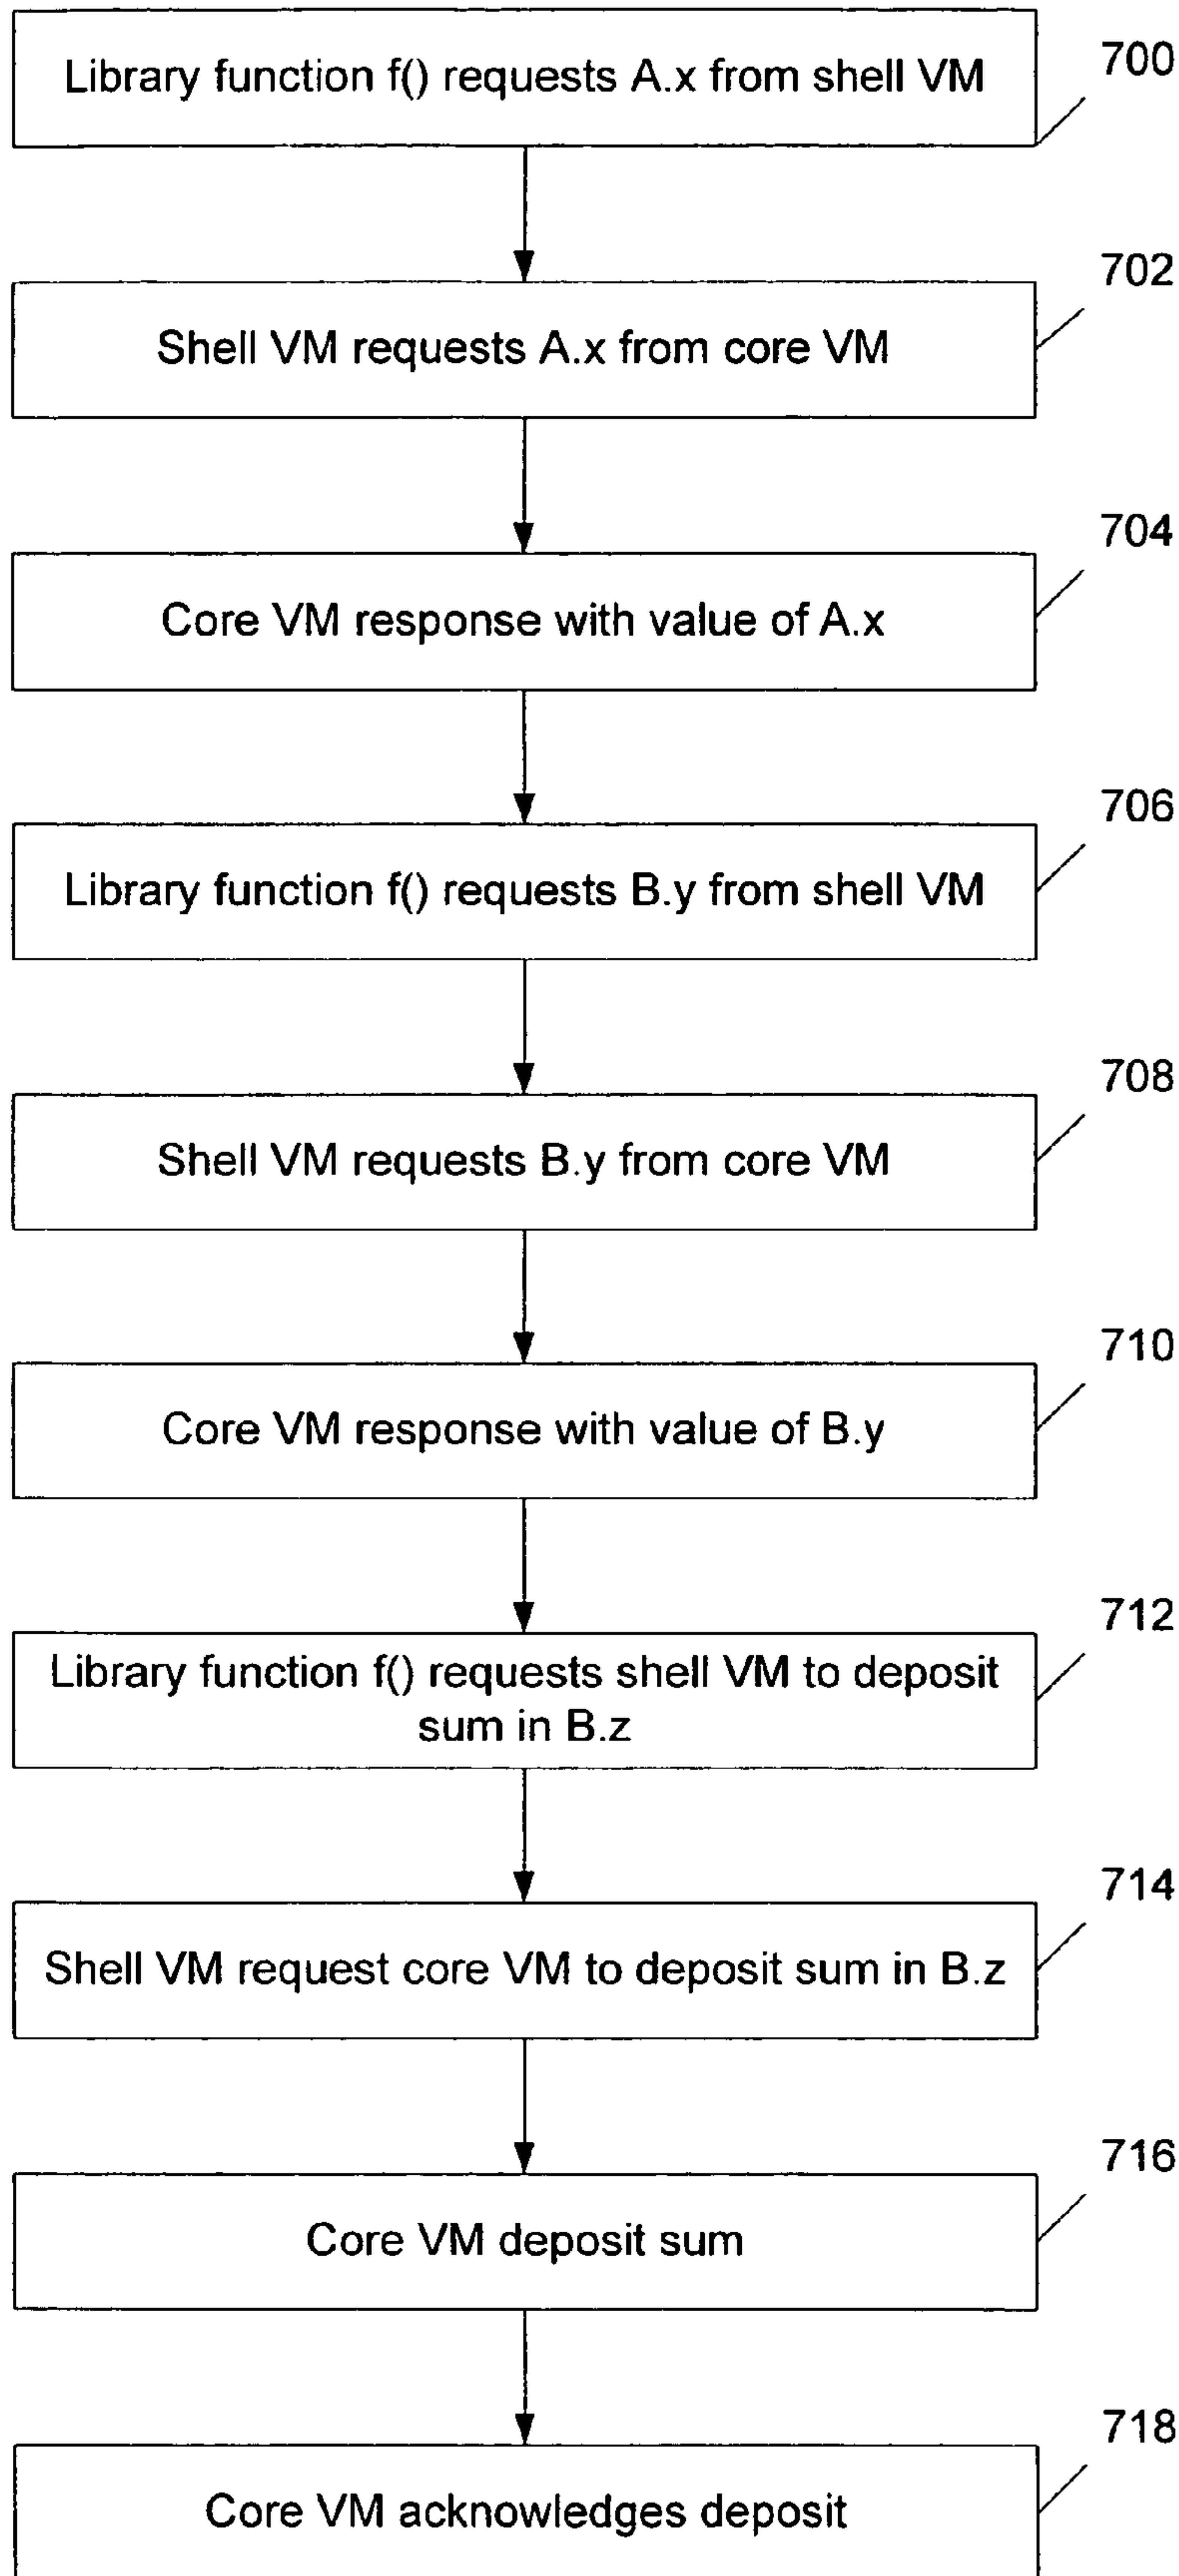 Library function f() requests A.x from shell VM
700
Shell VM requests A.x from core VM
702
Core VM response with value of A.x
704
Library function f() requests B.y from shell VM
706
Shell VM requests B.y from core VM
708
Core VM response with value of B.y
710
Library function f() requests shell VM to deposit
sum in B.z
712
Shell VM request core VM to deposit sum in B.z
714
Core VM deposit sum
716
Core VM acknowledges deposit
718